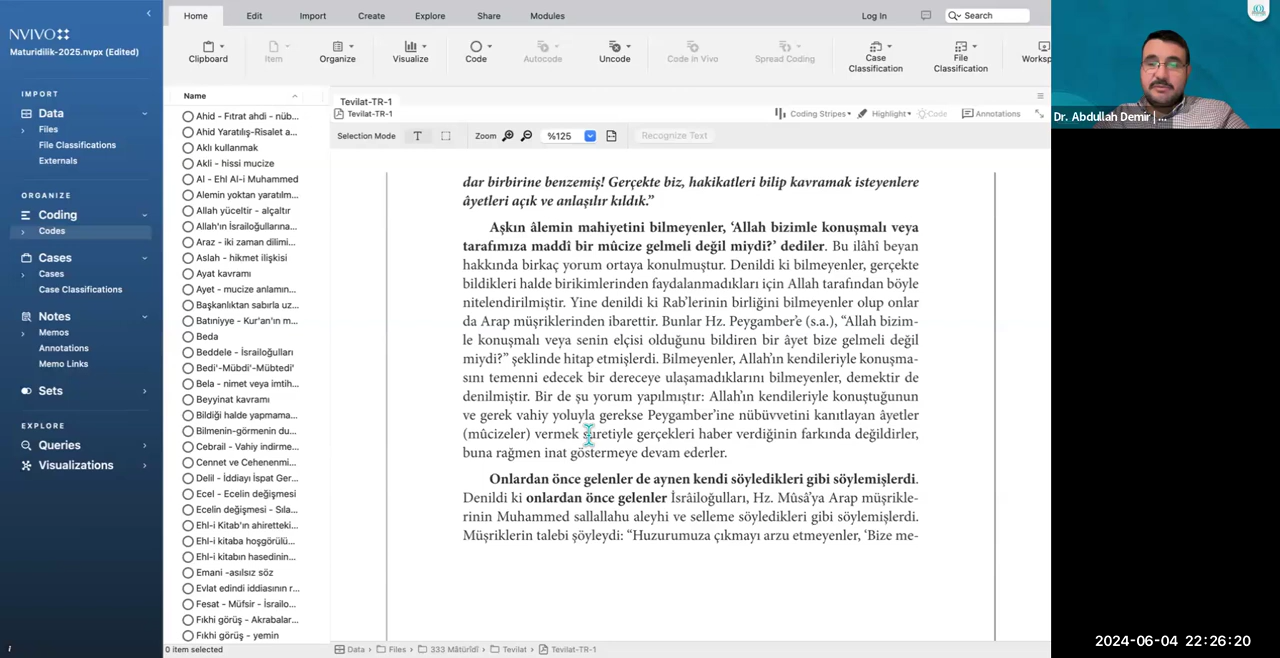 Home
Edit
Import
Create
Explore
Share
Modules
Log In
Search
NVIVO
Maturidilik-2025.nvpx (Edited)
Clipboard
Item
Organize
Visualize
Code
Autocode
Uncode
Code In Vivo
Spread Coding
Case Classification
File Classification
Worksp
IMPORT
Data
Files
File Classifications
Externals
ORGANIZE
Coding
Codes
Cases
Cases
Case Classifications
Notes
Memos
Annotations
Memo Links
Sets
EXPLORE
Queries
Visualizations
Name
Ahid - Fıtrat ahdi - nüb...
Ahid Yaratılış-Risalet a...
Aklı kullanmak
Akli - hissi mucize
Al - Ehl Al-i Muhammed
Alemin yoktan yaratılm...
Allah yüceltir - alçaltır
Allah'ın İsrailoğullarına...
Araz - iki zaman dilimi...
Aslah - hikmet ilişkisi
Ayat kavramı
Ayet - mucize anlamın...
Başkanlıktan sabırla uz...
Batıniyye - Kur'an'ın m...
Beda
Beddele - İsrailoğulları
Bedi'-Mübdi'-Mübtedi'
Bela - nimet veya imtih...
Beyyinat kavramı
Bildiği halde yapmama...
Bilmenin-görmenin du...
Cebrail - Vahiy indirme...
Cennet ve Cehenenmi...
Delil - İddiayı İspat Ger...
Ecel - Ecelin değişmesi
Ecelin değişmesi - Sıla...
Ehl-i Kitab'ın ahiretteki...
Ehl-i kitaba hoşgörülü...
Ehl-i kitabın hasedinin...
Emani -asılsız söz
Evlat edindi iddiasının r...
Fesat - Müfsir - İsrailo...
Fıkhi görüş - Akrabalar...
Fıkhi görüş - yemin
0 item selected
Tevilat-TR-1
Tevilat-TR-1
Coding Stripes
Highlight
Code
Annotations
Selection Mode
Zoom
%125
Recognize Text
dar birbirine benzemiş! Gerçekte biz, hakikatleri bilip kavramak isteyenlere
âyetleri açık ve anlaşılır kıldık.”
Aşkın âlemin mahiyetini bilmeyenler, ‘Allah bizimle konuşmalı veya
tarafımıza maddî bir mûcize gelmeli değil miydi?’ dediler. Bu ilâhî beyan
hakkında birkaç yorum ortaya konulmuştur. Denildi ki bilmeyenler, gerçekte
bildikleri halde birikimlerinden faydalanmadıkları için Allah tarafından böyle
nitelendirilmiştir. Yine denildi ki Rab’lerinin birliğini bilmeyenler olup onlar
da Arap müşriklerinden ibarettir. Bunlar Hz. Peygamber’e (s.a.), “Allah bizim-
le konuşmalı veya senin elçisi olduğunu bildiren bir âyet bize gelmeli değil
miydi?” şeklinde hitap etmişlerdi. Bilmeyenler, Allah’ın kendileriyle konuşma-
sını temenni edecek bir dereceye ulaşamadıklarını bilmeyenler, demektir de
denilmiştir. Bir de şu yorum yapılmıştır: Allah’ın kendileriyle konuştuğunun
ve gerek vahiy yoluyla gerekse Peygamber’ine nübüvvetini kanıtlayan âyetler
(mûcizeler) vermek suretiyle gerçekleri haber verdiğinin farkında değildirler,
buna rağmen inat göstermeye devam ederler.
Onlardan önce gelenler de aynen kendi söyledikleri gibi söylemişlerdi.
Denildi ki onlardan önce gelenler İsrâiloğulları, Hz. Mûsâ’ya Arap müşrikle-
rinin Muhammed sallallahu aleyhi ve selleme söyledikleri gibi söylemişlerdi.
Müşriklerin talebi şöyleydi: “Huzurumuza çıkmayı arzu etmeyenler, ‘Bize me-
Data › Files › 333 Mâtürîdî › Tevilat › Tevilat-TR-1
Dr. Abdullah Demir | ...
2024-06-04 22:26:20